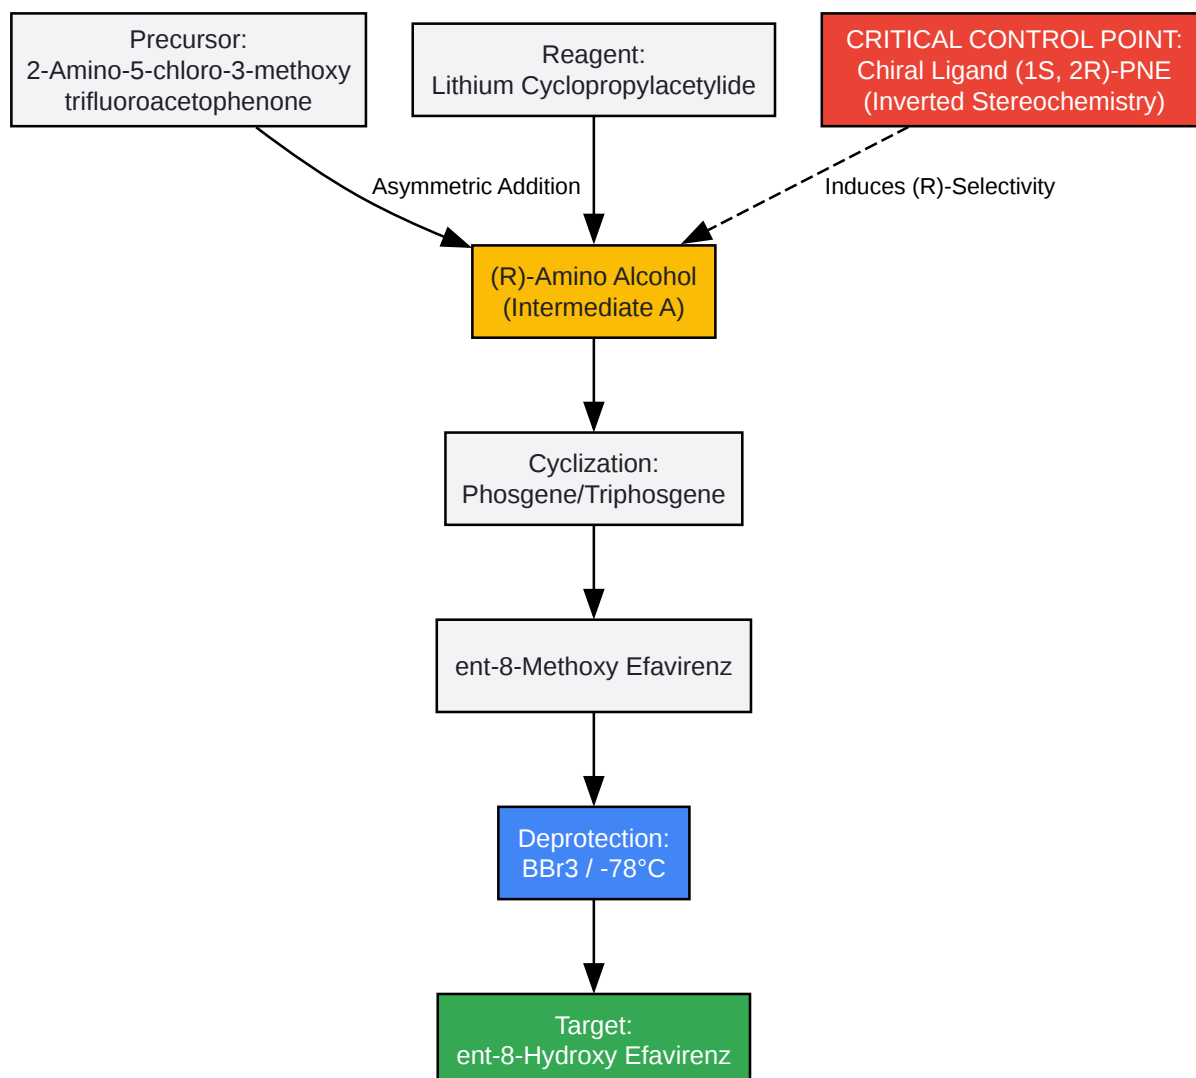 Precursor:
2-Amino-5-chloro-3-methoxy
trifluoroacetophenone
Reagent:
Lithium Cyclopropylacetylide
CRITICAL CONTROL POINT:
Chiral Ligand (1S, 2R)-PNE
(Inverted Stereochemistry)
Asymmetric Addition
Induces (R)-Selectivity
(R)-Amino Alcohol
(Intermediate A)
Cyclization:
Phosgene/Triphosgene
ent-8-Methoxy Efavirenz
Deprotection:
BBr3 / -78°C
Target:
ent-8-Hydroxy Efavirenz